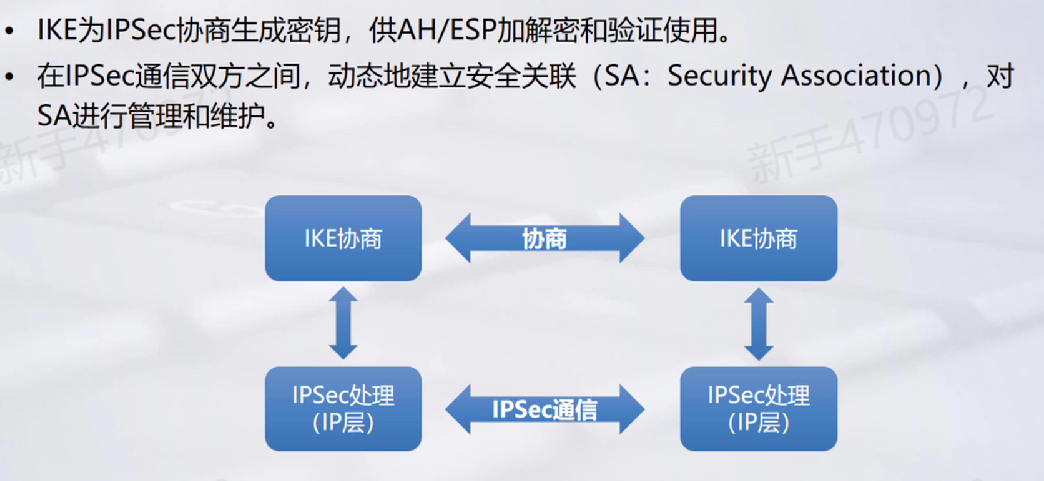 • IKE为IPSec协商生成密钥，供AH/ESP加解密和验证使用。
• 在IPSec通信双方之间，动态地建立安全关联（SA：Security Association），对
SA进行管理和维护。
新手470972
新手470972
IKE协商
协商
IKE协商
IPSec处理
（IP层）
IPSec通信
IPSec处理
（IP层）